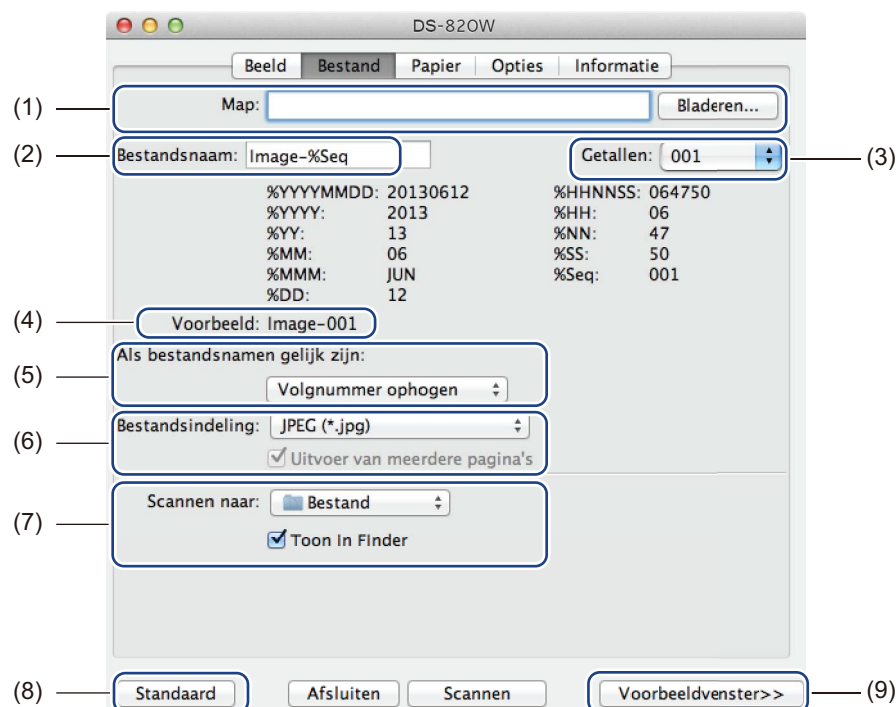 DS-820W
Beeld Bestand Papier Opties Informatie
(1) Map: Bladeren...
(2) Bestandsnaam: Image-%Seq Getallen: 001 (3)
%YYYYMMDD: 20130612 %HHNNSS: 064750
%YYYY: 2013 %HH: 06
%YY: 13 %NN: 47
%MM: 06 %SS: 50
%MMM: JUN %Seq: 001
%DD: 12
(4) Voorbeeld: Image-001
Als bestandsnamen gelijk zijn:
(5) Volgnummer ophogen
(6) Bestandsindeling: JPEG (*.jpg)
Uitvoer van meerdere pagina's
(7) Scannen naar: Bestand
Toon In FInder
(8) Standaard Afsluiten Scannen Voorbeeldvenster>> (9)